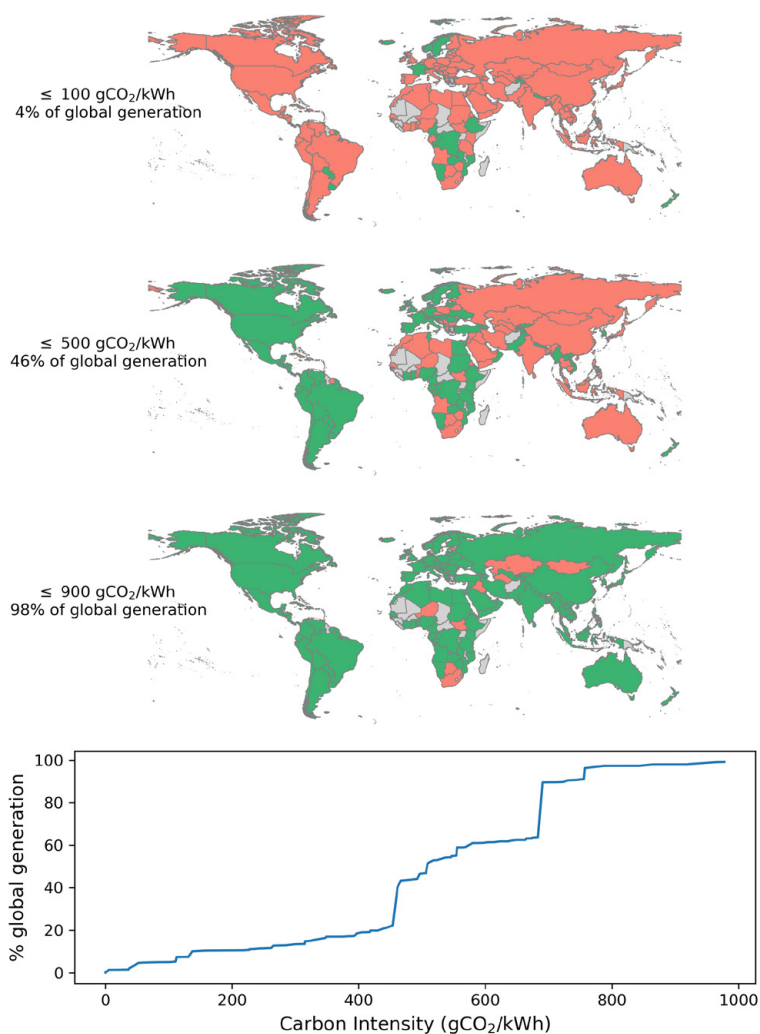 ≤ 100 gCO₂/kWh
4% of global generation
≤ 500 gCO₂/kWh
46% of global generation
≤ 900 gCO₂/kWh
98% of global generation
100
80
60
40
20
0
% global generation
0 200 400 600 800 1000
Carbon Intensity (gCO₂/kWh)